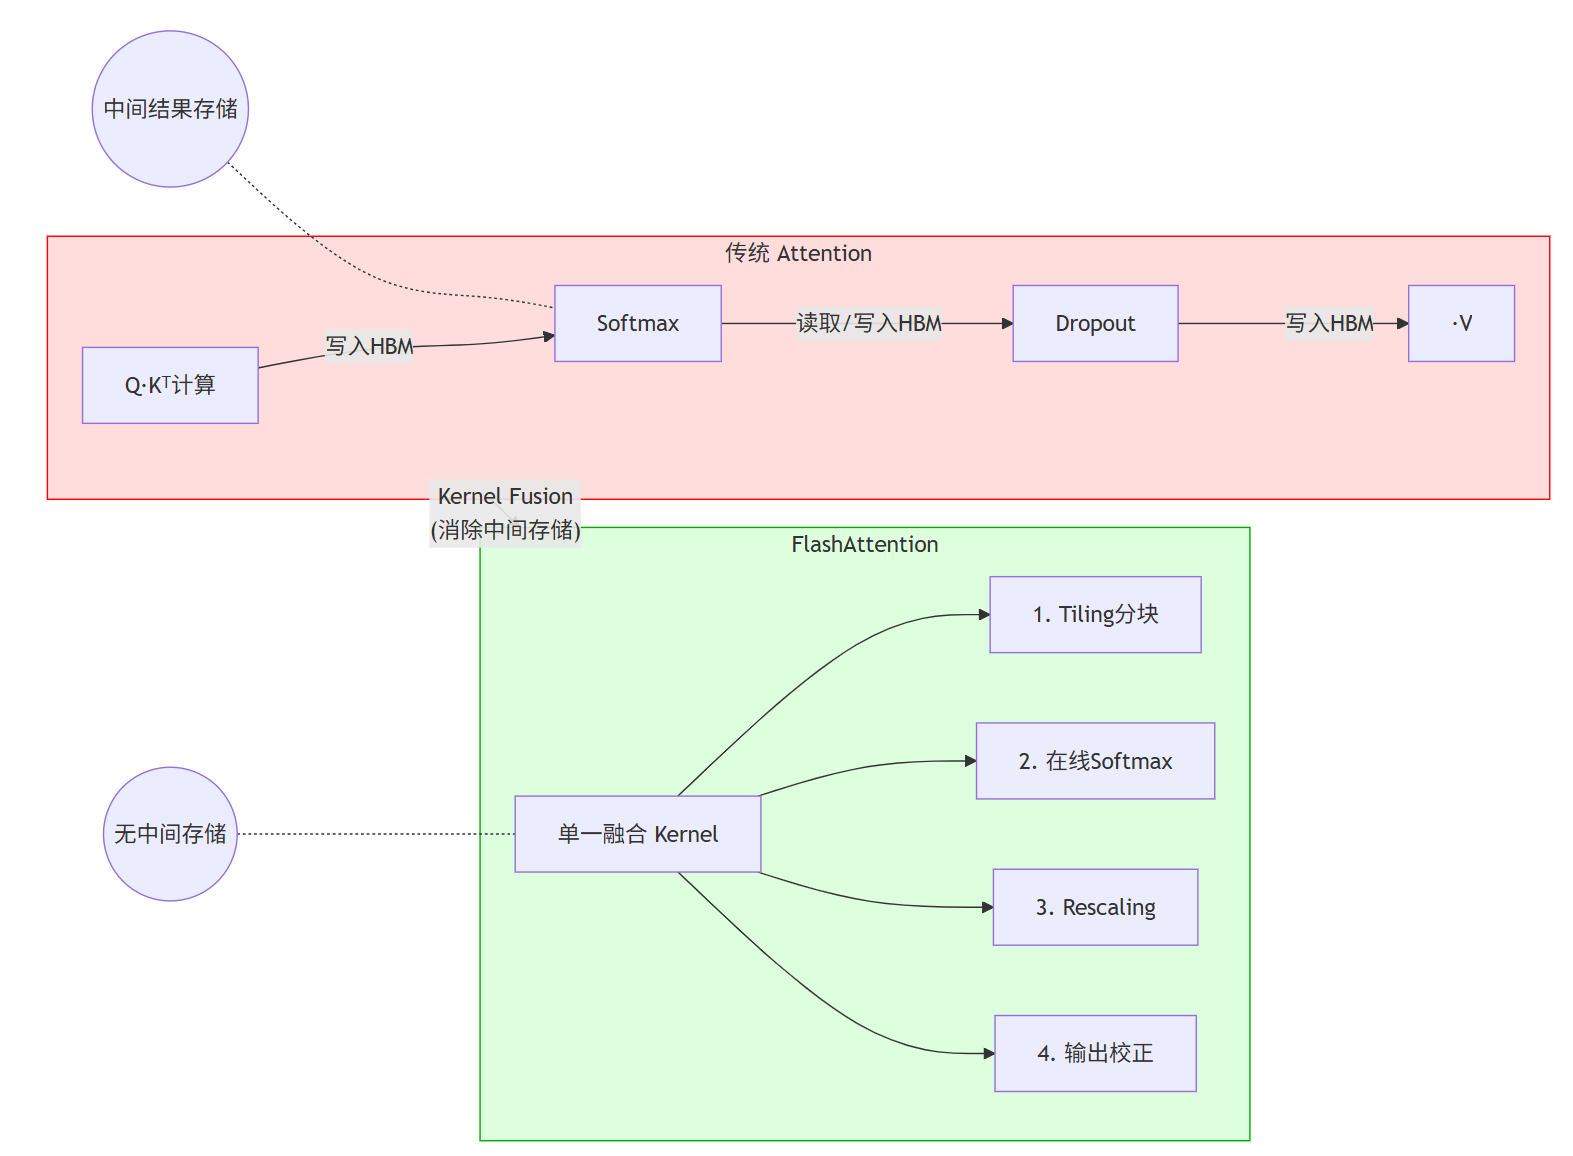 中间结果存储
传统 Attention
Q·Kᵀ计算
写入HBM
Softmax
读取/写入HBM
Dropout
写入HBM
·V
Kernel Fusion
(消除中间存储)
FlashAttention
无中间存储
单一融合 Kernel
1. Tiling分块
2. 在线Softmax
3. Rescaling
4. 输出校正